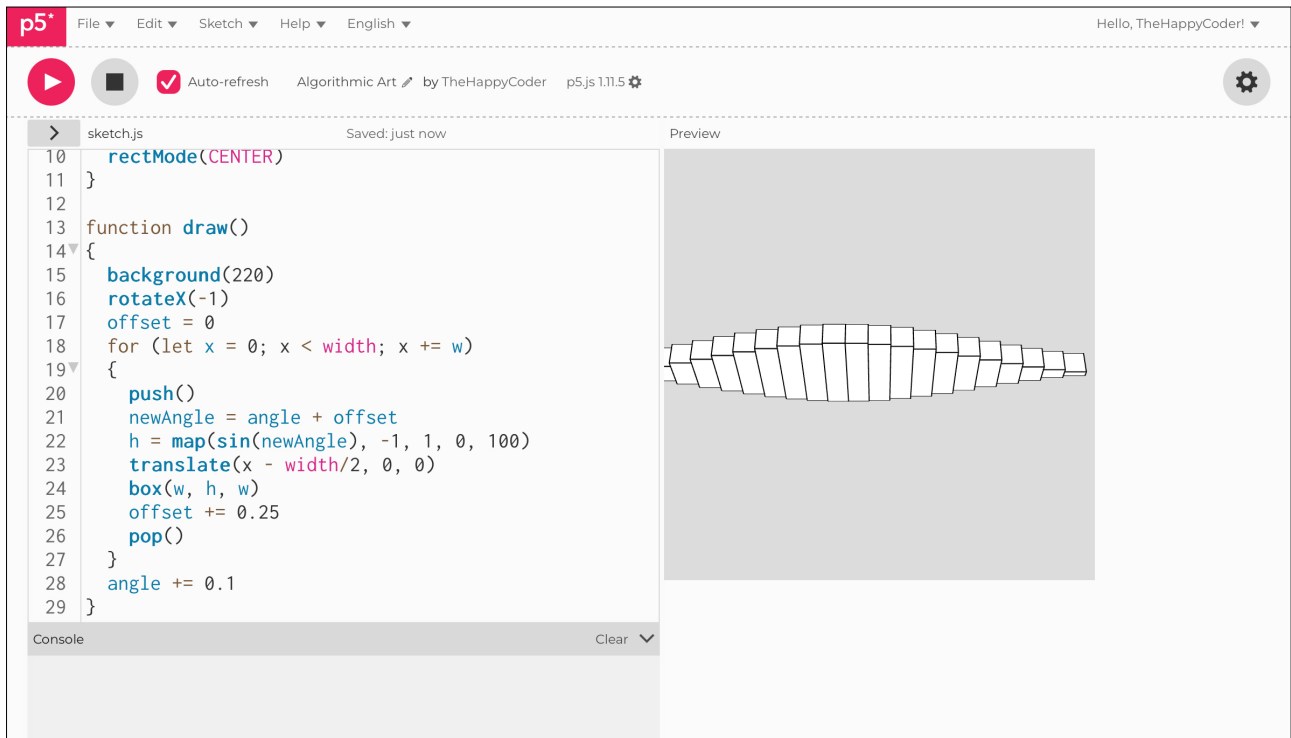 p5* File Edit Sketch Help English Hello, TheHappyCoder!
Auto-refresh Algorithmic Art by TheHappyCoder p5.js 1.11.5
sketch.js Saved: just now Preview
10 rectMode(CENTER)
11 }
12
13 function draw()
14 {
15 background(220)
16 rotateX(-1)
17 offset = 0
18 for (let x = 0; x < width; x += w)
19 {
20 push()
21 newAngle = angle + offset
22 h = map(sin(newAngle), -1, 1, 0, 100)
23 translate(x - width/2, 0, 0)
24 box(w, h, w)
25 offset += 0.25
26 pop()
27 }
28 angle += 0.1
29 }
Console Clear